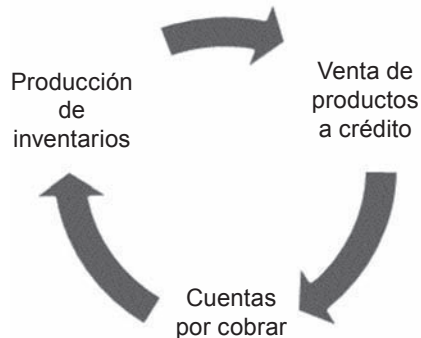 Producción
de
inventarios
Venta de
productos
a crédito
Cuentas
por cobrar